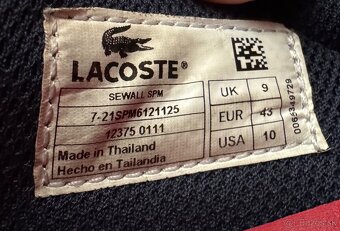 LACOSTE®
SEWALL SPM
7-21SPM6121125
12375 0111
Made in Thailand
Hecho en Tailandia
UK 9
EUR 43
USA 10
0065349729